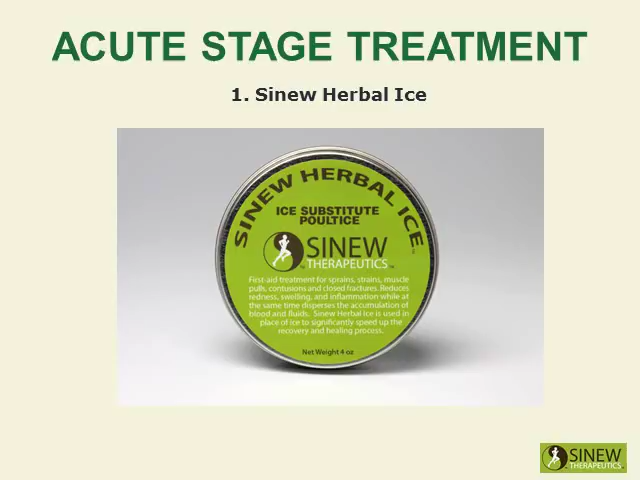 ACUTE STAGE TREATMENT
1. Sinew Herbal Ice
SINEW HERBAL ICE™
ICE SUBSTITUTE
POULTICE
SINEW
THERAPEUTICS™
First-aid treatment for sprains, strains, muscle
pulls, contusions and closed fractures. Reduces
redness, swelling, and inflammation while at
the same time disperses the accumulation of
blood and fluids. Sinew Herbal Ice is used in
place of ice to significantly speed up the
recovery and healing process.
Net Weight 4 oz
SINEW
THERAPEUTICS